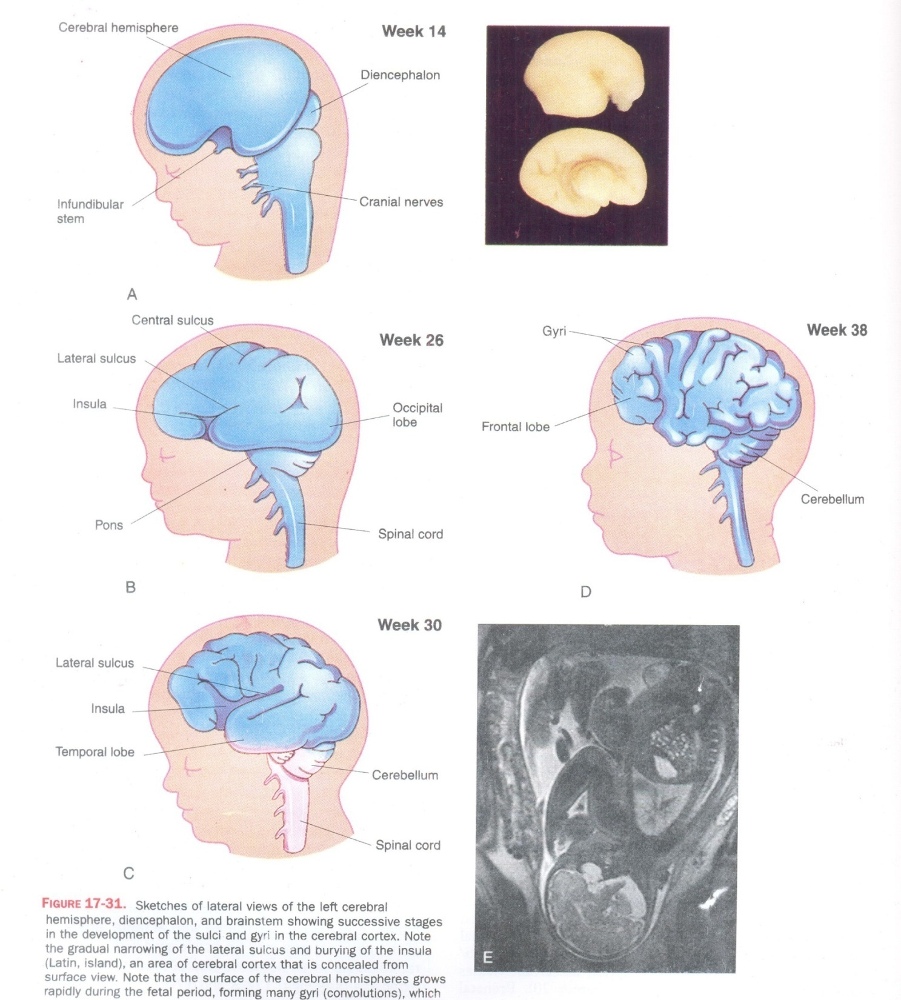 Cerebral hemisphere
Week 14
Diencephalon
Infundibular
stem
Cranial nerves
A
Central sulcus
Week 26
Lateral sulcus
Insula
Occipital
lobe
Pons
Spinal cord
B
Gyri
Week 38
Frontal lobe
Cerebellum
D
Week 30
Lateral sulcus
Insula
Temporal lobe
Cerebellum
Spinal cord
C
E
FIGURE 17-31. Sketches of lateral views of the left cerebral
hemisphere, diencephalon, and brainstem showing successive stages
in the development of the sulci and gyri in the cerebral cortex. Note
the gradual narrowing of the lateral sulcus and burying of the insula
(Latin, island), an area of cerebral cortex that is concealed from
surface view. Note that the surface of the cerebral hemispheres grows
rapidly during the fetal period, forming many gyri (convolutions), which